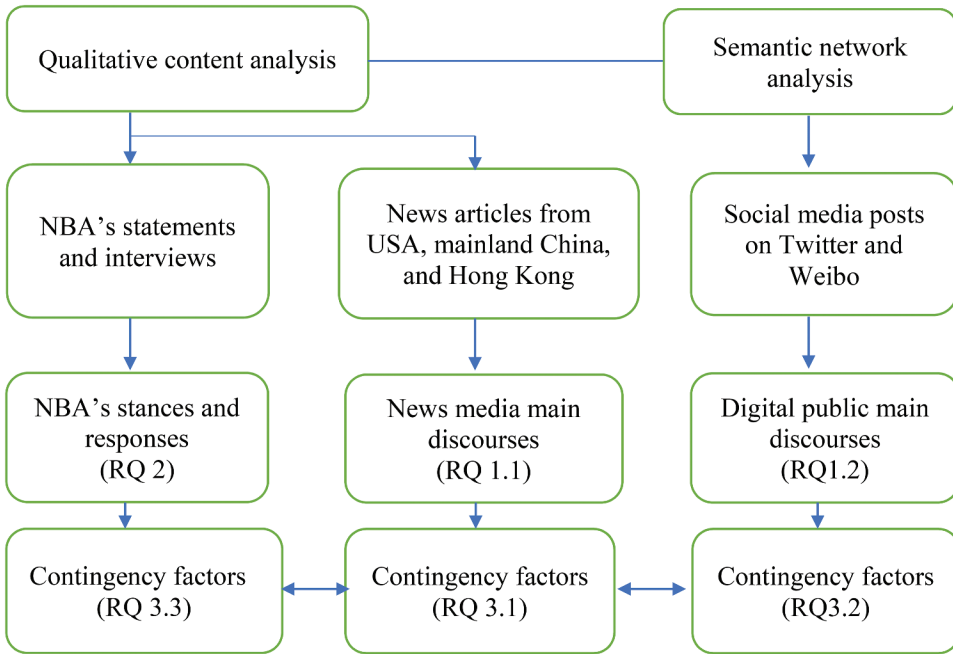 Qualitative content analysis
Semantic network
analysis
NBA’s statements
and interviews
News articles from
USA, mainland China,
and Hong Kong
Social media posts
on Twitter and
Weibo
NBA’s stances and
responses
(RQ 2)
News media main
discourses
(RQ 1.1)
Digital public main
discourses
(RQ1.2)
Contingency factors
(RQ 3.3)
Contingency factors
(RQ 3.1)
Contingency factors
(RQ3.2)